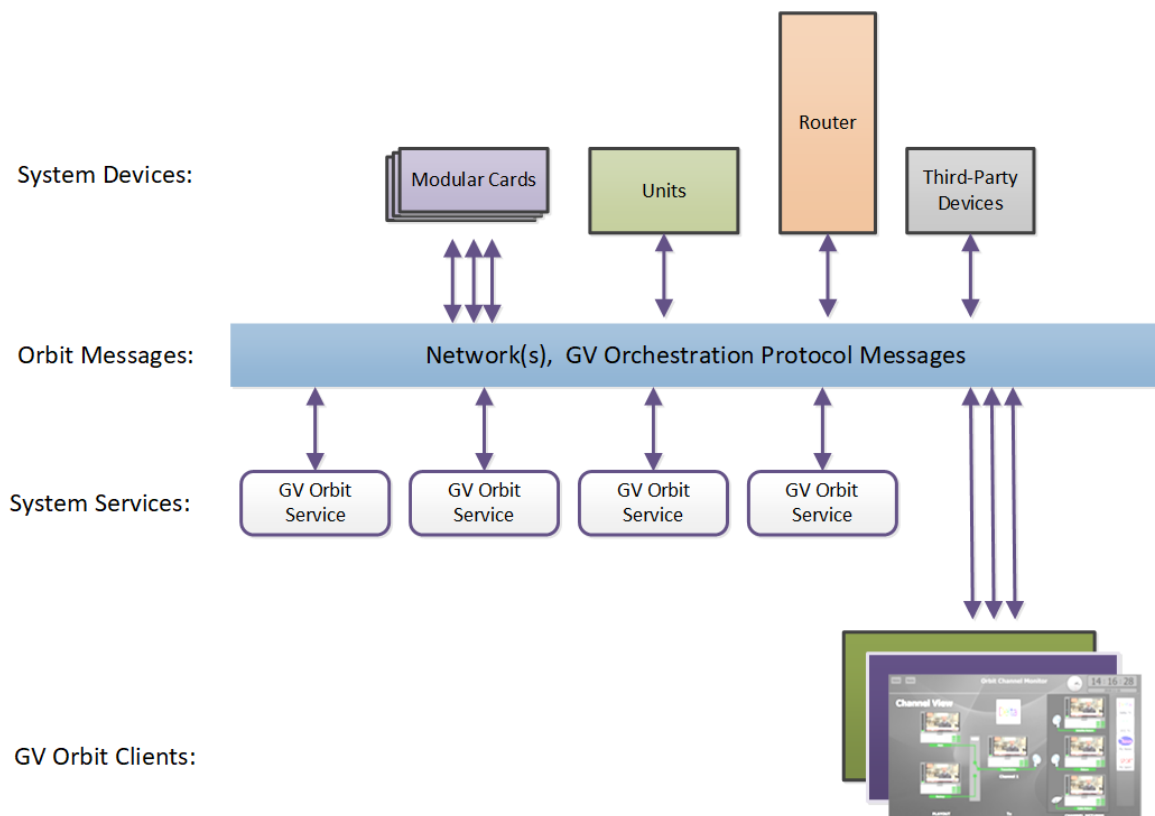 Router
System Devices:
Modular Cards
Units
Third-Party
Devices
Orbit Messages:
Network(s), GV Orchestration Protocol Messages
System Services:
GV Orbit
Service
GV Orbit
Service
GV Orbit
Service
GV Orbit
Service
Orbit Channel Monitor
14:16:28
Channel View
Channel 1
GV Orbit Clients: